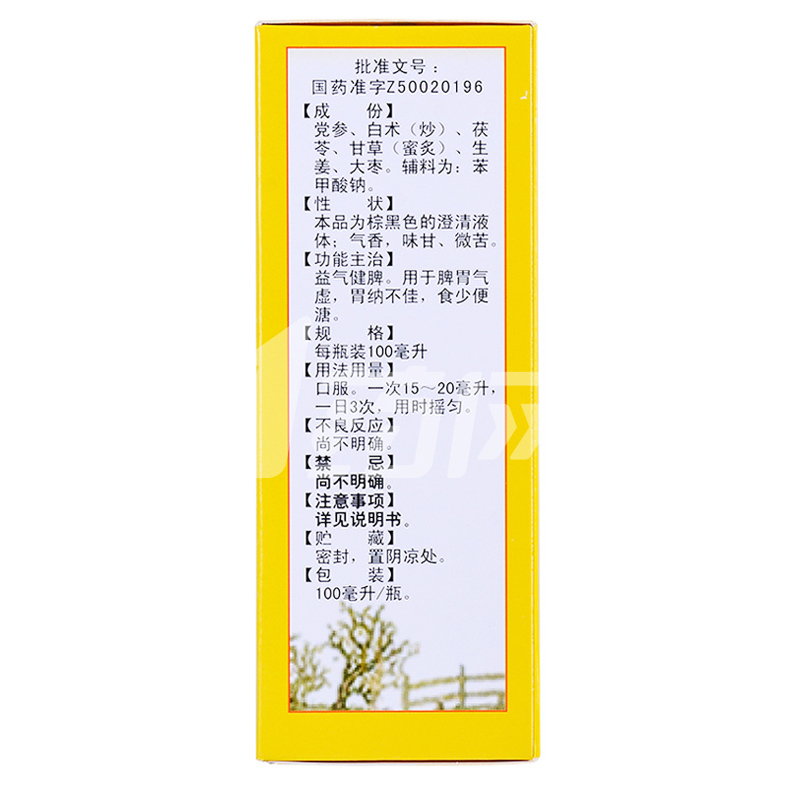 批准文号：
国药准字Z50020196
【成　　份】
党参、白术（炒）、茯
苓、甘草（蜜炙）、生
姜、大枣。辅料为：苯
甲酸钠。
【性　　状】
本品为棕黑色的澄清液
体；气香，味甘、微苦。
【功能主治】
益气健脾。用于脾胃气
虚，胃纳不佳，食少便
溏。
【规　　格】
每瓶装100毫升
【用法用量】
口服。一次15～20毫升，
一日3次，用时摇匀。
【不良反应】
尚不明确。
【禁　　忌】
尚不明确。
【注意事项】
详见说明书。
【贮　　藏】
密封，置阴凉处。
【包　　装】
100毫升/瓶。